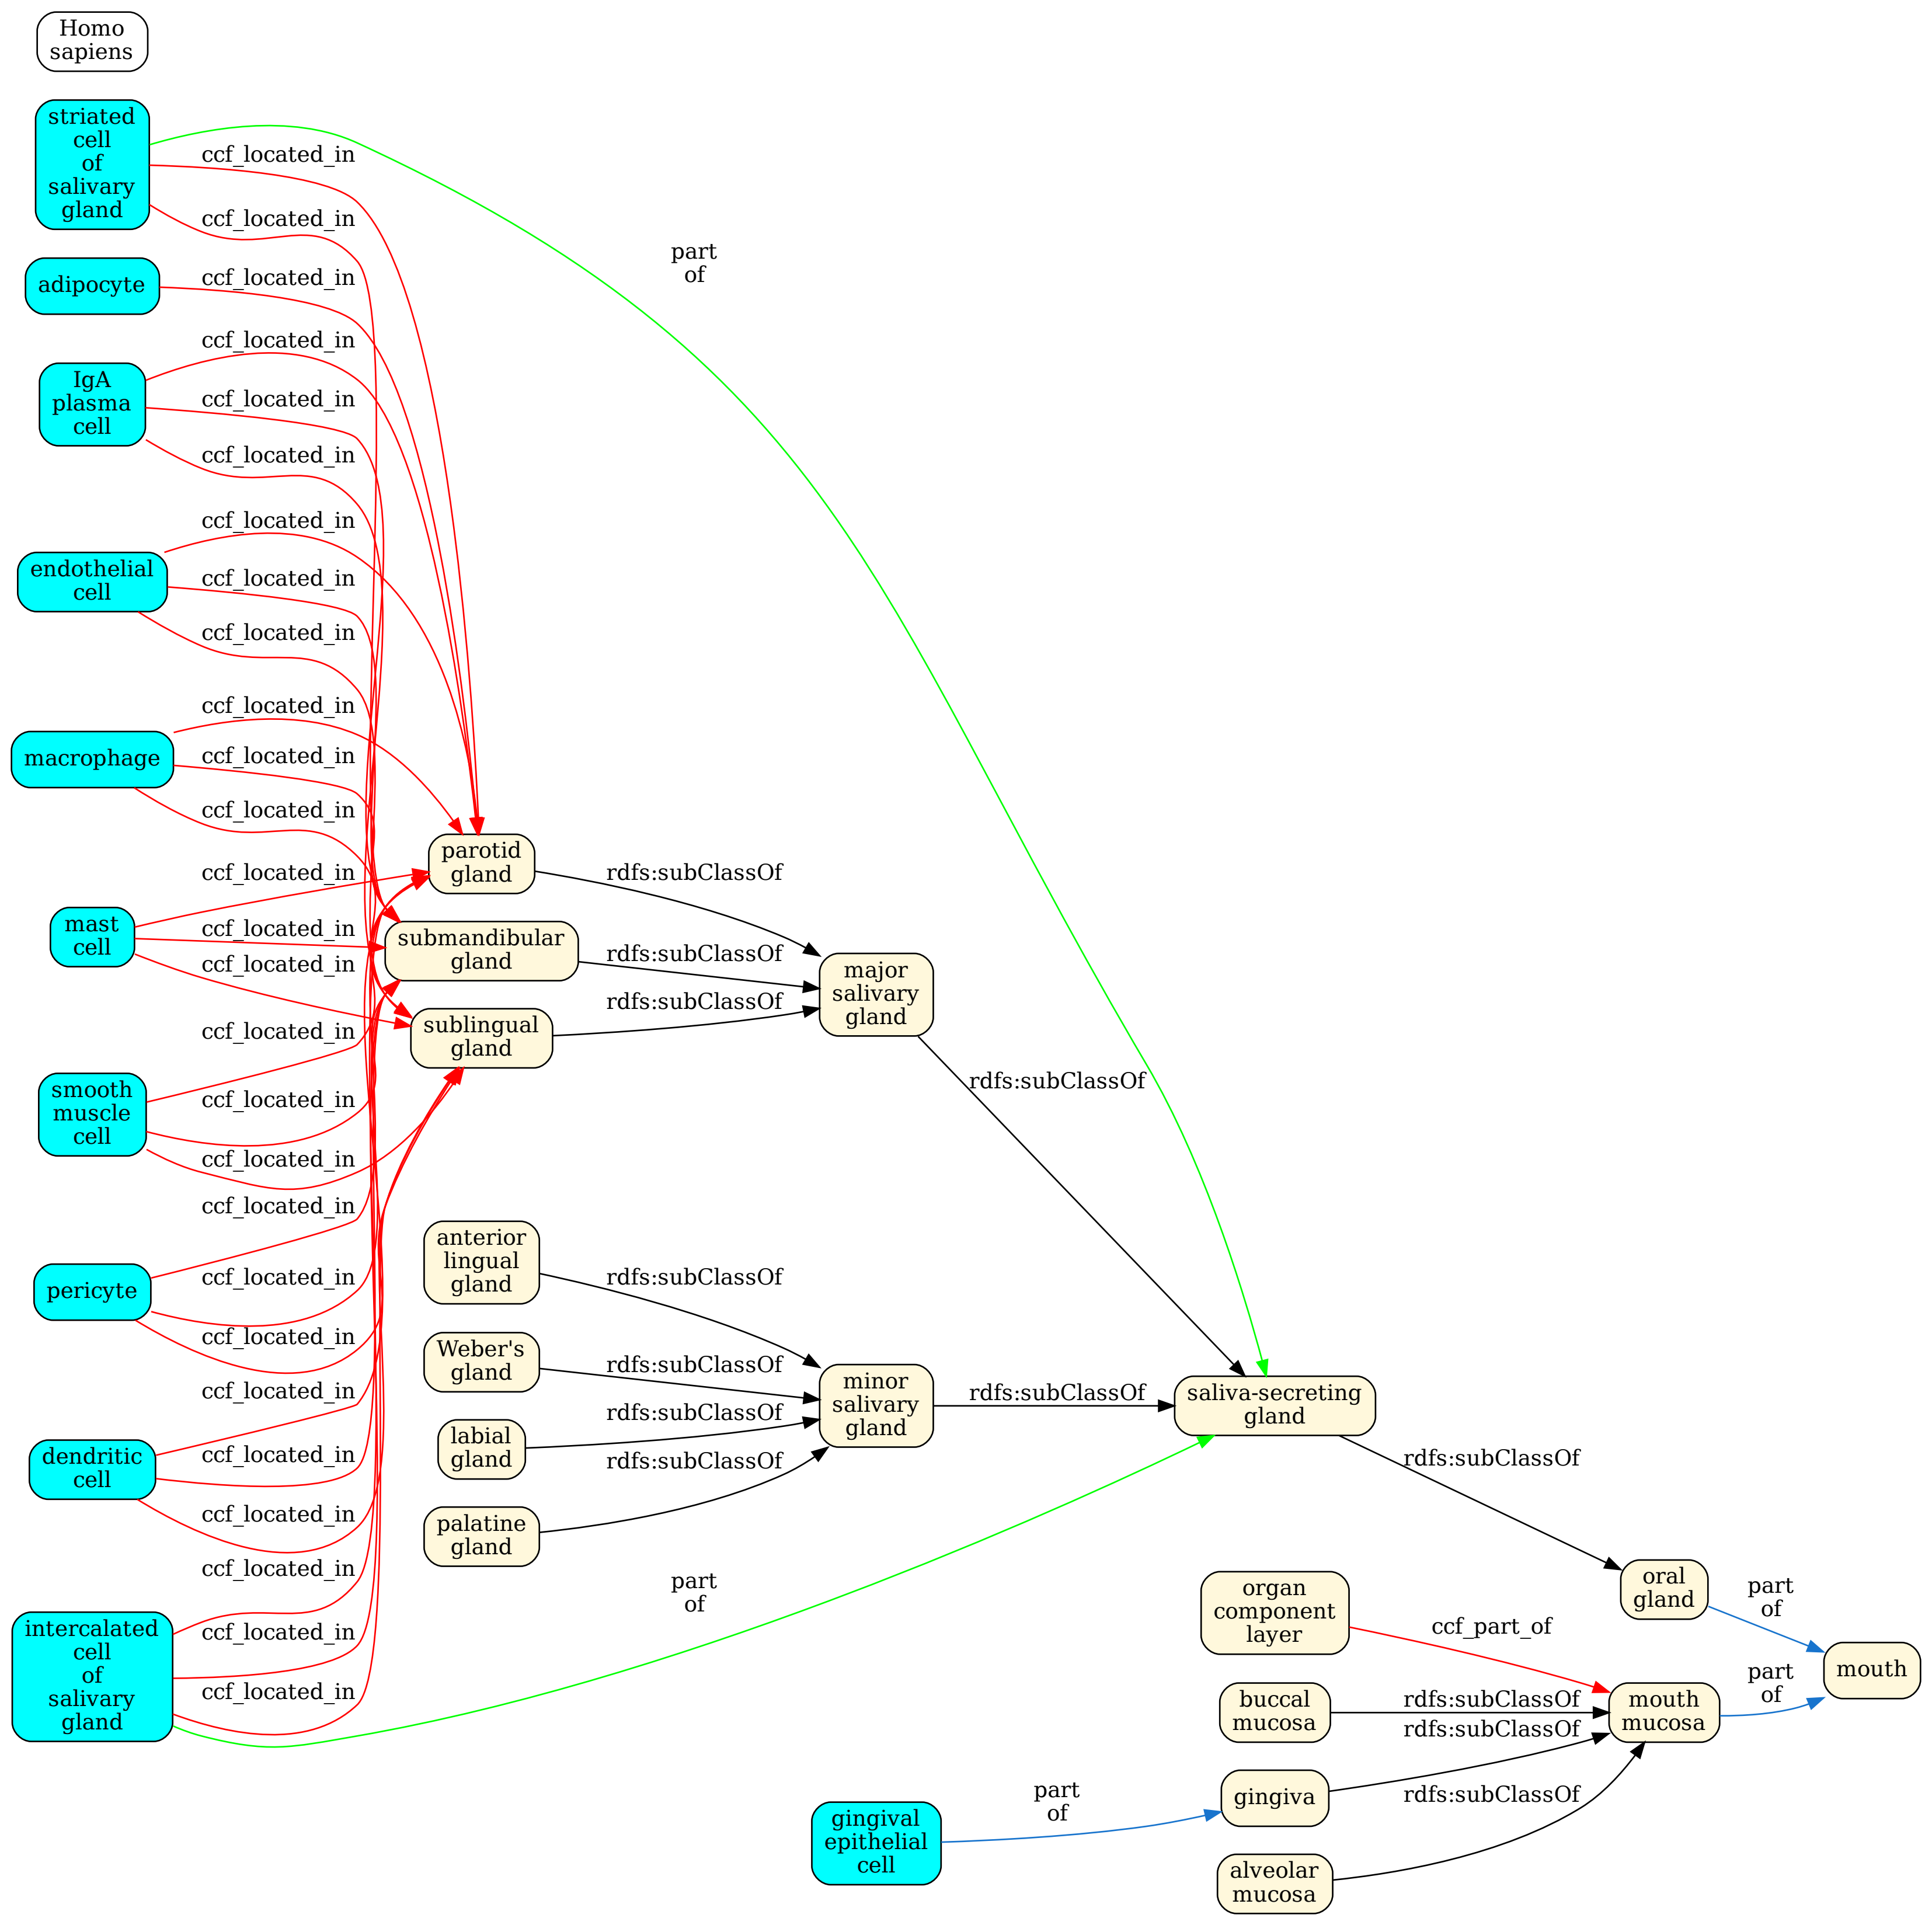 Homo
sapiens
striated
cell
of
salivary
gland
ccf_located_in
ccf_located_in
part
of
adipocyte
ccf_located_in
IgA
plasma
cell
ccf_located_in
ccf_located_in
ccf_located_in
endothelial
cell
ccf_located_in
ccf_located_in
ccf_located_in
macrophage
ccf_located_in
ccf_located_in
ccf_located_in
mast
cell
ccf_located_in
ccf_located_in
ccf_located_in
smooth
muscle
cell
ccf_located_in
ccf_located_in
ccf_located_in
pericyte
ccf_located_in
ccf_located_in
ccf_located_in
dendritic
cell
ccf_located_in
ccf_located_in
ccf_located_in
intercalated
cell
of
salivary
gland
ccf_located_in
ccf_located_in
ccf_located_in
part
of
parotid
gland
rdfs:subClassOf
submandibular
gland
rdfs:subClassOf
sublingual
gland
rdfs:subClassOf
major
salivary
gland
rdfs:subClassOf
anterior
lingual
gland
rdfs:subClassOf
Weber's
gland
rdfs:subClassOf
labial
gland
rdfs:subClassOf
palatine
gland
rdfs:subClassOf
minor
salivary
gland
rdfs:subClassOf
saliva-secreting
gland
rdfs:subClassOf
oral
gland
part
of
organ
component
layer
ccf_part_of
buccal
mucosa
rdfs:subClassOf
mouth
mucosa
part
of
mouth
gingival
epithelial
cell
part
of
gingiva
rdfs:subClassOf
alveolar
mucosa
rdfs:subClassOf